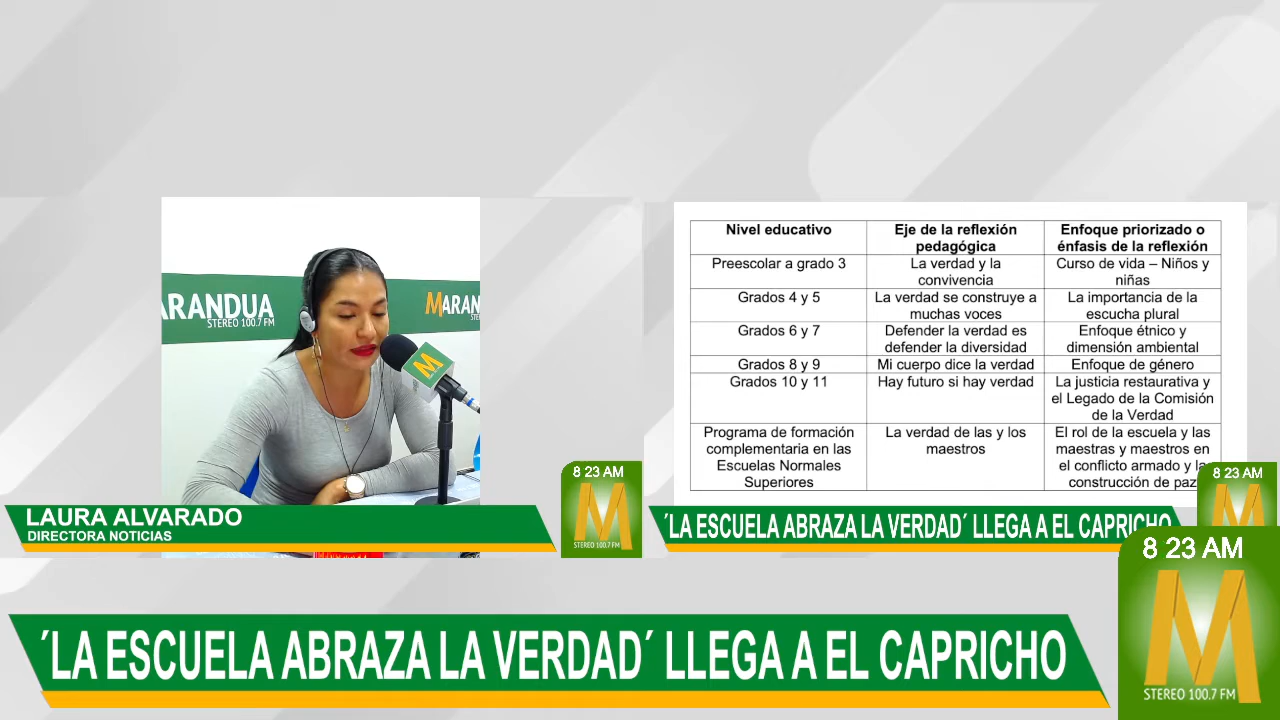 ARANDUA
STEREO 100.7 FM
MARAN
M
8 23 AM
M
STEREO 100.7 FM
LAURA ALVARADO
DIRECTORA NOTICIAS
Nivel educativo
Eje de la reflexión pedagógica
Enfoque priorizado o énfasis de la reflexión
Preescolar a grado 3
La verdad y la convivencia
Curso de vida – Niños y niñas
Grados 4 y 5
La verdad se construye a muchas voces
La importancia de la escucha plural
Grados 6 y 7
Defender la verdad es defender la diversidad
Enfoque étnico y dimensión ambiental
Grados 8 y 9
Mi cuerpo dice la verdad
Enfoque de género
Grados 10 y 11
Hay futuro si hay verdad
La justicia restaurativa y el Legado de la Comisión de la Verdad
Programa de formación complementaria en las Escuelas Normales Superiores
La verdad de las y los maestros
El rol de la escuela y las maestras y maestros en el conflicto armado y la construcción de paz
8 23 AM
M
´LA ESCUELA ABRAZA LA VERDAD´ LLEGA A EL CAPRICHO
8 23 AM
M
STEREO 100.7 FM
´LA ESCUELA ABRAZA LA VERDAD´ LLEGA A EL CAPRICHO